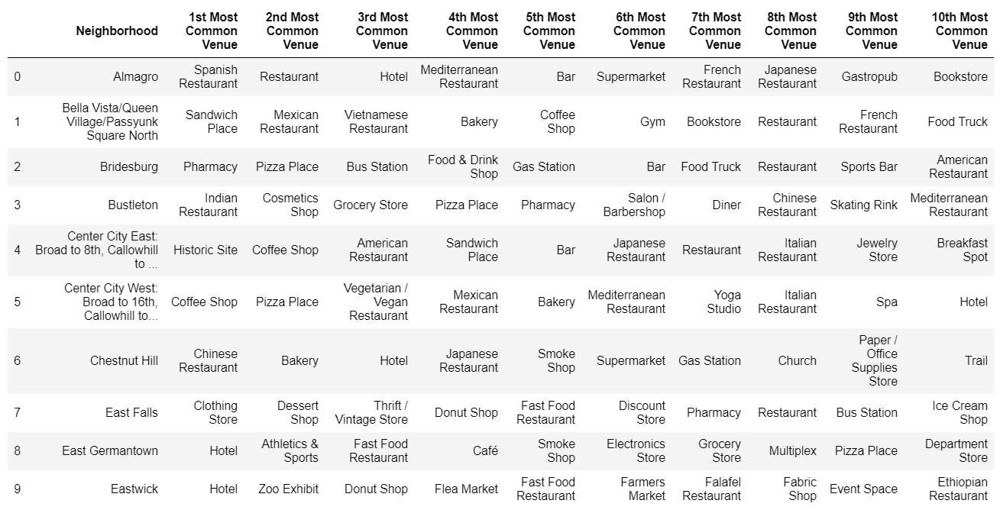 Neighborhood 1st Most Common Venue 2nd Most Common Venue 3rd Most Common Venue 4th Most Common Venue 5th Most Common Venue 6th Most Common Venue 7th Most Common Venue 8th Most Common Venue 9th Most Common Venue 10th Most Common Venue
0 Almagro Spanish Restaurant Restaurant Hotel Mediterranean Restaurant Bar Supermarket French Restaurant Japanese Restaurant Gastropub Bookstore
1 Bella Vista/Queen Village/Passyunk Square North Sandwich Place Mexican Restaurant Vietnamese Restaurant Bakery Coffee Shop Gym Bookstore Restaurant French Restaurant Food Truck
2 Bridesburg Pharmacy Pizza Place Bus Station Food & Drink Shop Gas Station Bar Food Truck Restaurant Sports Bar American Restaurant
3 Bustleton Indian Restaurant Cosmetics Shop Grocery Store Pizza Place Pharmacy Salon / Barbershop Diner Chinese Restaurant Skating Rink Mediterranean Restaurant
4 Center City East: Broad to 8th, Callowhill to ... Historic Site Coffee Shop American Restaurant Sandwich Place Bar Japanese Restaurant Restaurant Italian Restaurant Jewelry Store Breakfast Spot
5 Center City West: Broad to 16th, Callowhill to... Coffee Shop Pizza Place Vegetarian / Vegan Restaurant Mexican Restaurant Bakery Mediterranean Restaurant Yoga Studio Italian Restaurant Spa Hotel
6 Chestnut Hill Chinese Restaurant Bakery Hotel Japanese Restaurant Smoke Shop Supermarket Gas Station Church Paper / Office Supplies Store Trail
7 East Falls Clothing Store Dessert Shop Thrift / Vintage Store Donut Shop Fast Food Restaurant Discount Store Pharmacy Restaurant Bus Station Ice Cream Shop
8 East Germantown Hotel Athletics & Sports Fast Food Restaurant Café Smoke Shop Electronics Store Grocery Store Multiplex Pizza Place Department Store
9 Eastwick Hotel Zoo Exhibit Donut Shop Flea Market Fast Food Restaurant Farmers Market Falafel Restaurant Fabric Shop Event Space Ethiopian Restaurant